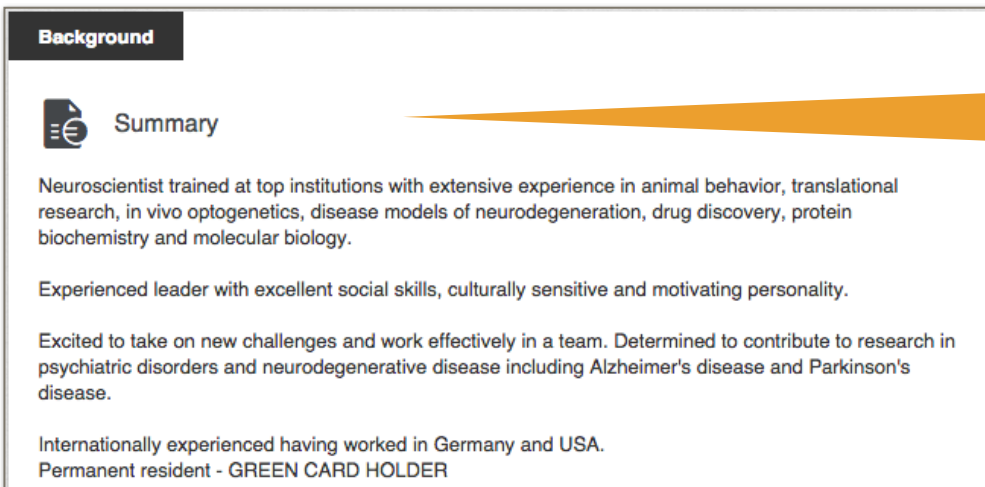 Background
Summary
Neuroscientist trained at top institutions with extensive experience in animal behavior, translational
research, in vivo optogenetics, disease models of neurodegeneration, drug discovery, protein
biochemistry and molecular biology.
Experienced leader with excellent social skills, culturally sensitive and motivating personality.
Excited to take on new challenges and work effectively in a team. Determined to contribute to research in
psychiatric disorders and neurodegenerative disease including Alzheimer's disease and Parkinson's
disease.
Internationally experienced having worked in Germany and USA.
Permanent resident - GREEN CARD HOLDER